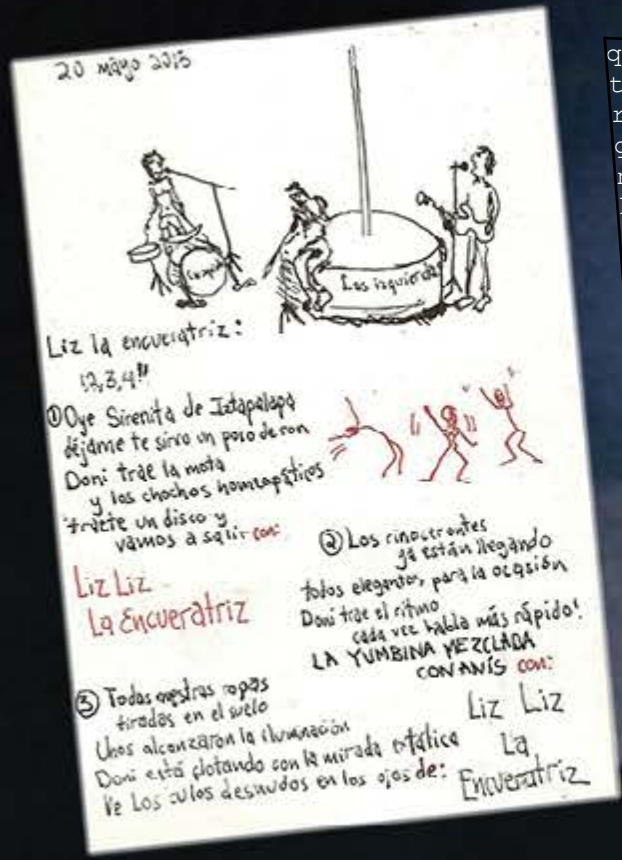 20 mayo 2015
Los izquierda
Liz la encueratriz:
1,2,3,4!!
① Oye Sirenita de Iztapalapa
déjame te sirvo un poco de ron
Doni trae la mota
y los chochos homeopáticos
tráete un disco y
vamos a salir con:
Liz Liz
La Encueratriz
② Los rinocerontes
ya están llegando
todos elegantes, para la ocasión
Doni trae el ritmo
cada vez habla más rápido!
LA YUMBINA MEZCLADA
CON ANÍS con:
Liz Liz
La
Encueratriz
③ Todas nuestras ropas
tiradas en el suelo
Unos alcanzaron la iluminación
Doni está flotando con la mirada extática
Ve Los culos desnudos en los ojos de: